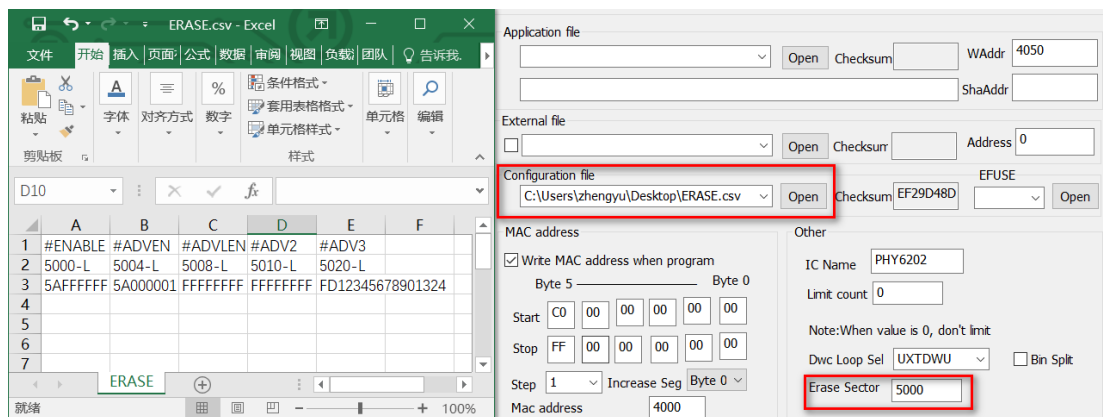 ERASE.csv - Excel
文件 开始 插入 页面 公式 数据 审阅 视图 负载 团队 告诉我.
粘贴
字体
对齐方式
数字
%
条件格式
套用表格格式
单元格样式
单元格
编辑
剪贴板
样式
D10
fx
A B C D E F
1 #ENABLE #ADVEN #ADVLEN #ADV2 #ADV3
2 5000-L 5004-L 5008-L 5010-L 5020-L
3 5AFFFFFF 5A000001 FFFFFFFF FFFFFFFF FD12345678901324
4
5
6
7
ERASE
就绪
100%
Application file
Open Checksum WAddr 4050
ShaAddr
External file
Open Checksum Address 0
Configuration file
EFUSE
C:\Users\zhengyu\Desktop\ERASE.csv Open Checksum EF29D48D Open
MAC address
Write MAC address when program
Byte 5 Byte 0
Start C0 00 00 00 00 00
Stop FF 00 00 00 00 00
Step 1 Increase Seg Byte 0
Mac address 4000
Other
IC Name PHY6202
Limit count 0
Note:When value is 0, don't limit
Dwc Loop Sel UXTDWU Bin Split
Erase Sector 5000